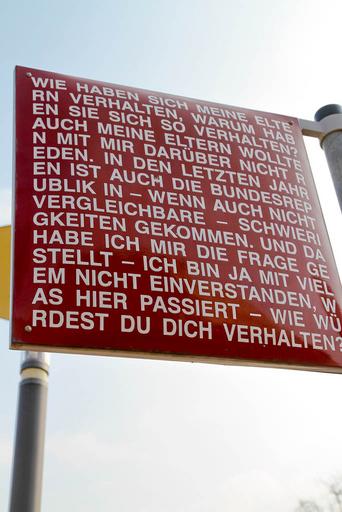 WIE HABEN SICH MEINE ELTE
RN VERHALTEN, WARUM HAB
EN SIE SICH SO VERHALTEN?
AUCH MEINE ELTERN WOLLTE
N MIT MIR DARÜBER NICHT R
EDEN. IN DEN LETZTEN JAHR
EN IST AUCH DIE BUNDESREP
UBLIK IN – WENN AUCH NICHT
VERGLEICHBARE – SCHWIERI
GKEITEN GEKOMMEN. UND DA
HABE ICH MIR DIE FRAGE GE
STELLT – ICH BIN JA MIT VIEL
EM NICHT EINVERSTANDEN, W
AS HIER PASSIERT – WIE WÜ
RDEST DU DICH VERHALTEN?